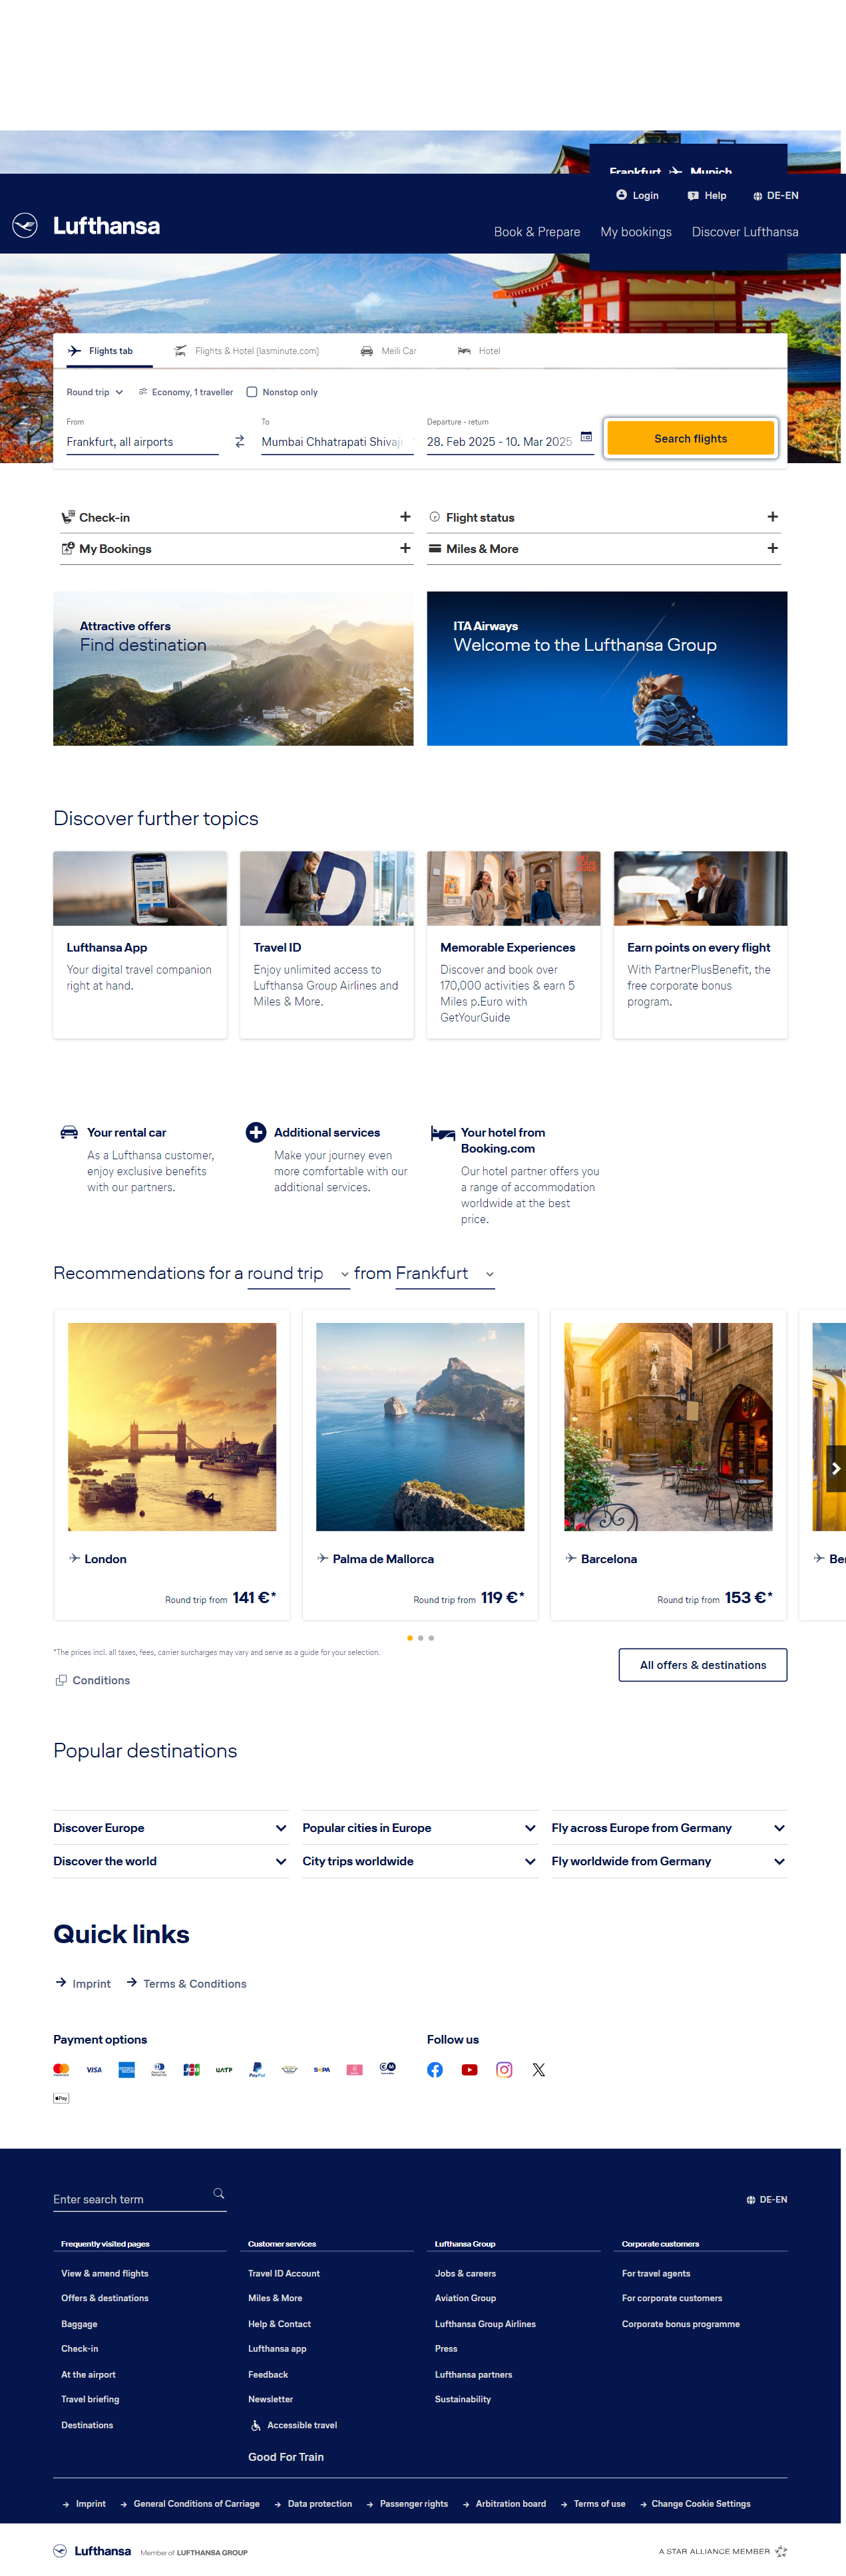 Frankfurt Munich
Login Help DE-EN
Lufthansa
Book & Prepare My bookings Discover Lufthansa
Flights tab Flights & Hotel (lasminute.com) Meili Car Hotel
Round trip Economy, 1 traveller Nonstop only
From To Departure - return
Frankfurt, all airports Mumbai Chhatrapati Shivaji 28. Feb 2025 - 10. Mar 2025
Search flights
Check-in Flight status
My Bookings Miles & More
Attractive offers
Find destination
ITA Airways
Welcome to the Lufthansa Group
Discover further topics
GET YOUR GUIDE
Lufthansa App
Your digital travel companion
right at hand.
Travel ID
Enjoy unlimited access to
Lufthansa Group Airlines and
Miles & More.
Memorable Experiences
Discover and book over
170,000 activities & earn 5
Miles p.Euro with
GetYourGuide
Earn points on every flight
With PartnerPlusBenefit, the
free corporate bonus
program.
Your rental car
As a Lufthansa customer,
enjoy exclusive benefits
with our partners.
Additional services
Make your journey even
more comfortable with our
additional services.
Your hotel from
Booking.com
Our hotel partner offers you
a range of accommodation
worldwide at the best
price.
Recommendations for a round trip from Frankfurt
London
Round trip from 141 €*
Palma de Mallorca
Round trip from 119 €*
Barcelona
Round trip from 153 €*
Ber
*The prices incl. all taxes, fees, carrier surcharges may vary and serve as a guide for your selection.
All offers & destinations
Conditions
Popular destinations
Discover Europe Popular cities in Europe Fly across Europe from Germany
Discover the world City trips worldwide Fly worldwide from Germany
Quick links
Imprint Terms & Conditions
Payment options Follow us
VISA JCB UATP PayPal SEPA
Pay
Enter search term DE-EN
Frequently visited pages
View & amend flights
Offers & destinations
Baggage
Check-in
At the airport
Travel briefing
Destinations
Customer services
Travel ID Account
Miles & More
Help & Contact
Lufthansa app
Feedback
Newsletter
Accessible travel
Good For Train
Lufthansa Group
Jobs & careers
Aviation Group
Lufthansa Group Airlines
Press
Lufthansa partners
Sustainability
Corporate customers
For travel agents
For corporate customers
Corporate bonus programme
Imprint General Conditions of Carriage Data protection Passenger rights Arbitration board Terms of use Change Cookie Settings
Lufthansa Member of LUFTHANSA GROUP A STAR ALLIANCE MEMBER